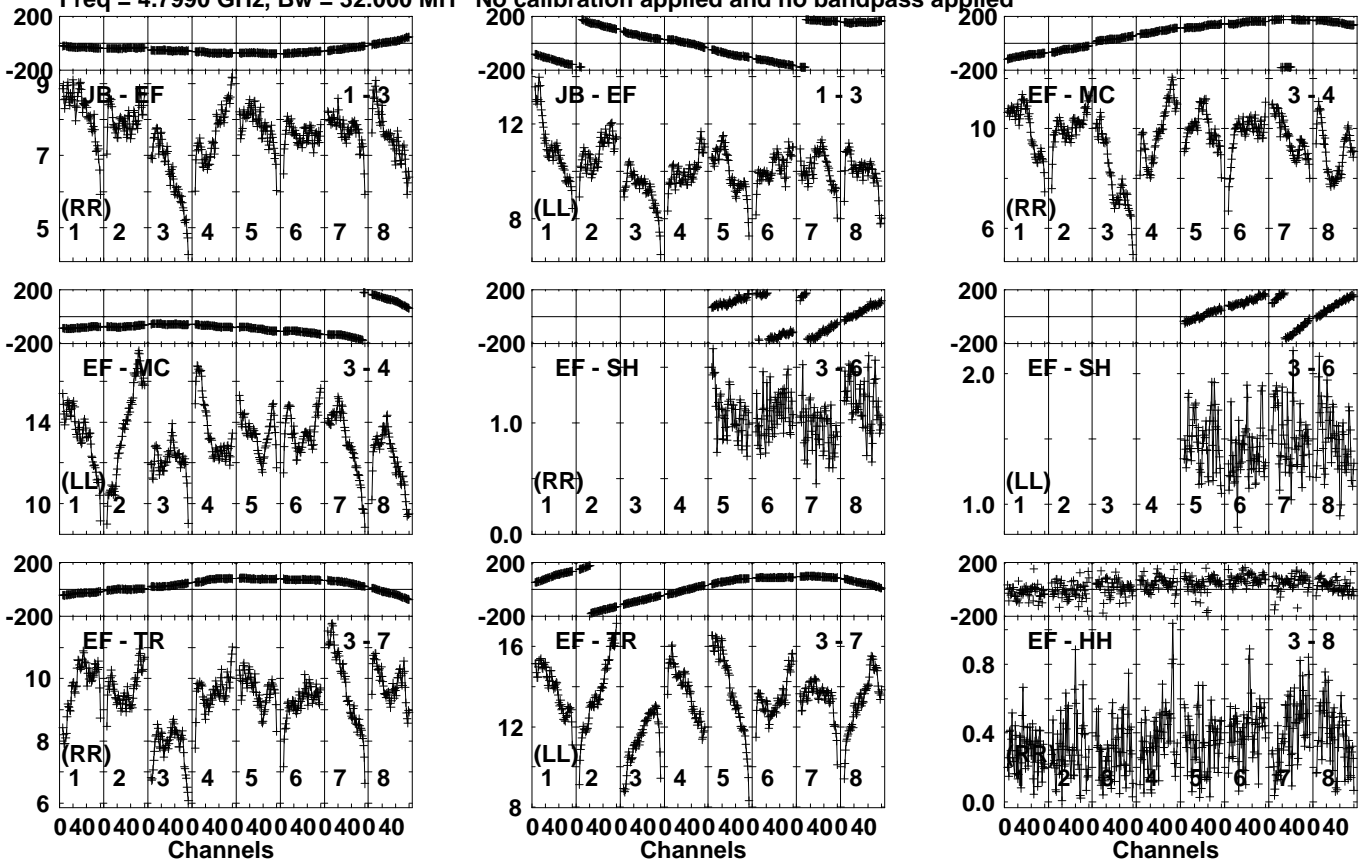 Freq = 4.7990 GHz, Bw = 32.000 MH No calibration applied and no bandpass applied
200 200 200
-200 -200 -200
JB - EF 1 - 3 JB - EF 1 - 3 EF - MC 3 - 4
9 12 10
7 8 6
5
(RR) (LL) (RR)
1 2 3 4 5 6 7 8 1 2 3 4 5 6 7 8 1 2 3 4 5 6 7 8
200 200 200
-200 -200 -200
EF - MC 3 - 4 EF - SH 3 - 6 EF - SH 3 - 6
14 1.0 2.0
10 0.0 1.0
(LL) (RR) (LL)
1 2 3 4 5 6 7 8 1 2 3 4 5 6 7 8 1 2 3 4 5 6 7 8
200 200 200
-200 -200 -200
EF - TR 3 - 7 EF - TR 3 - 7 EF - HH 3 - 8
10 16 0.8
8 12 0.4
6 8 0.0
(RR) (LL) (RR)
1 2 3 4 5 6 7 8 1 2 3 4 5 6 7 8 1 2 3 4 5 6 7 8
0 40 0 40 0 40 0 40 0 40 0 40 0 40 0 40 0 40 0 40 0 40 0 40 0 40 0 40 0 40 0 40 0 40 0 40 0 40 0 40 0 40 0 40 0 40 0 40
Channels Channels Channels